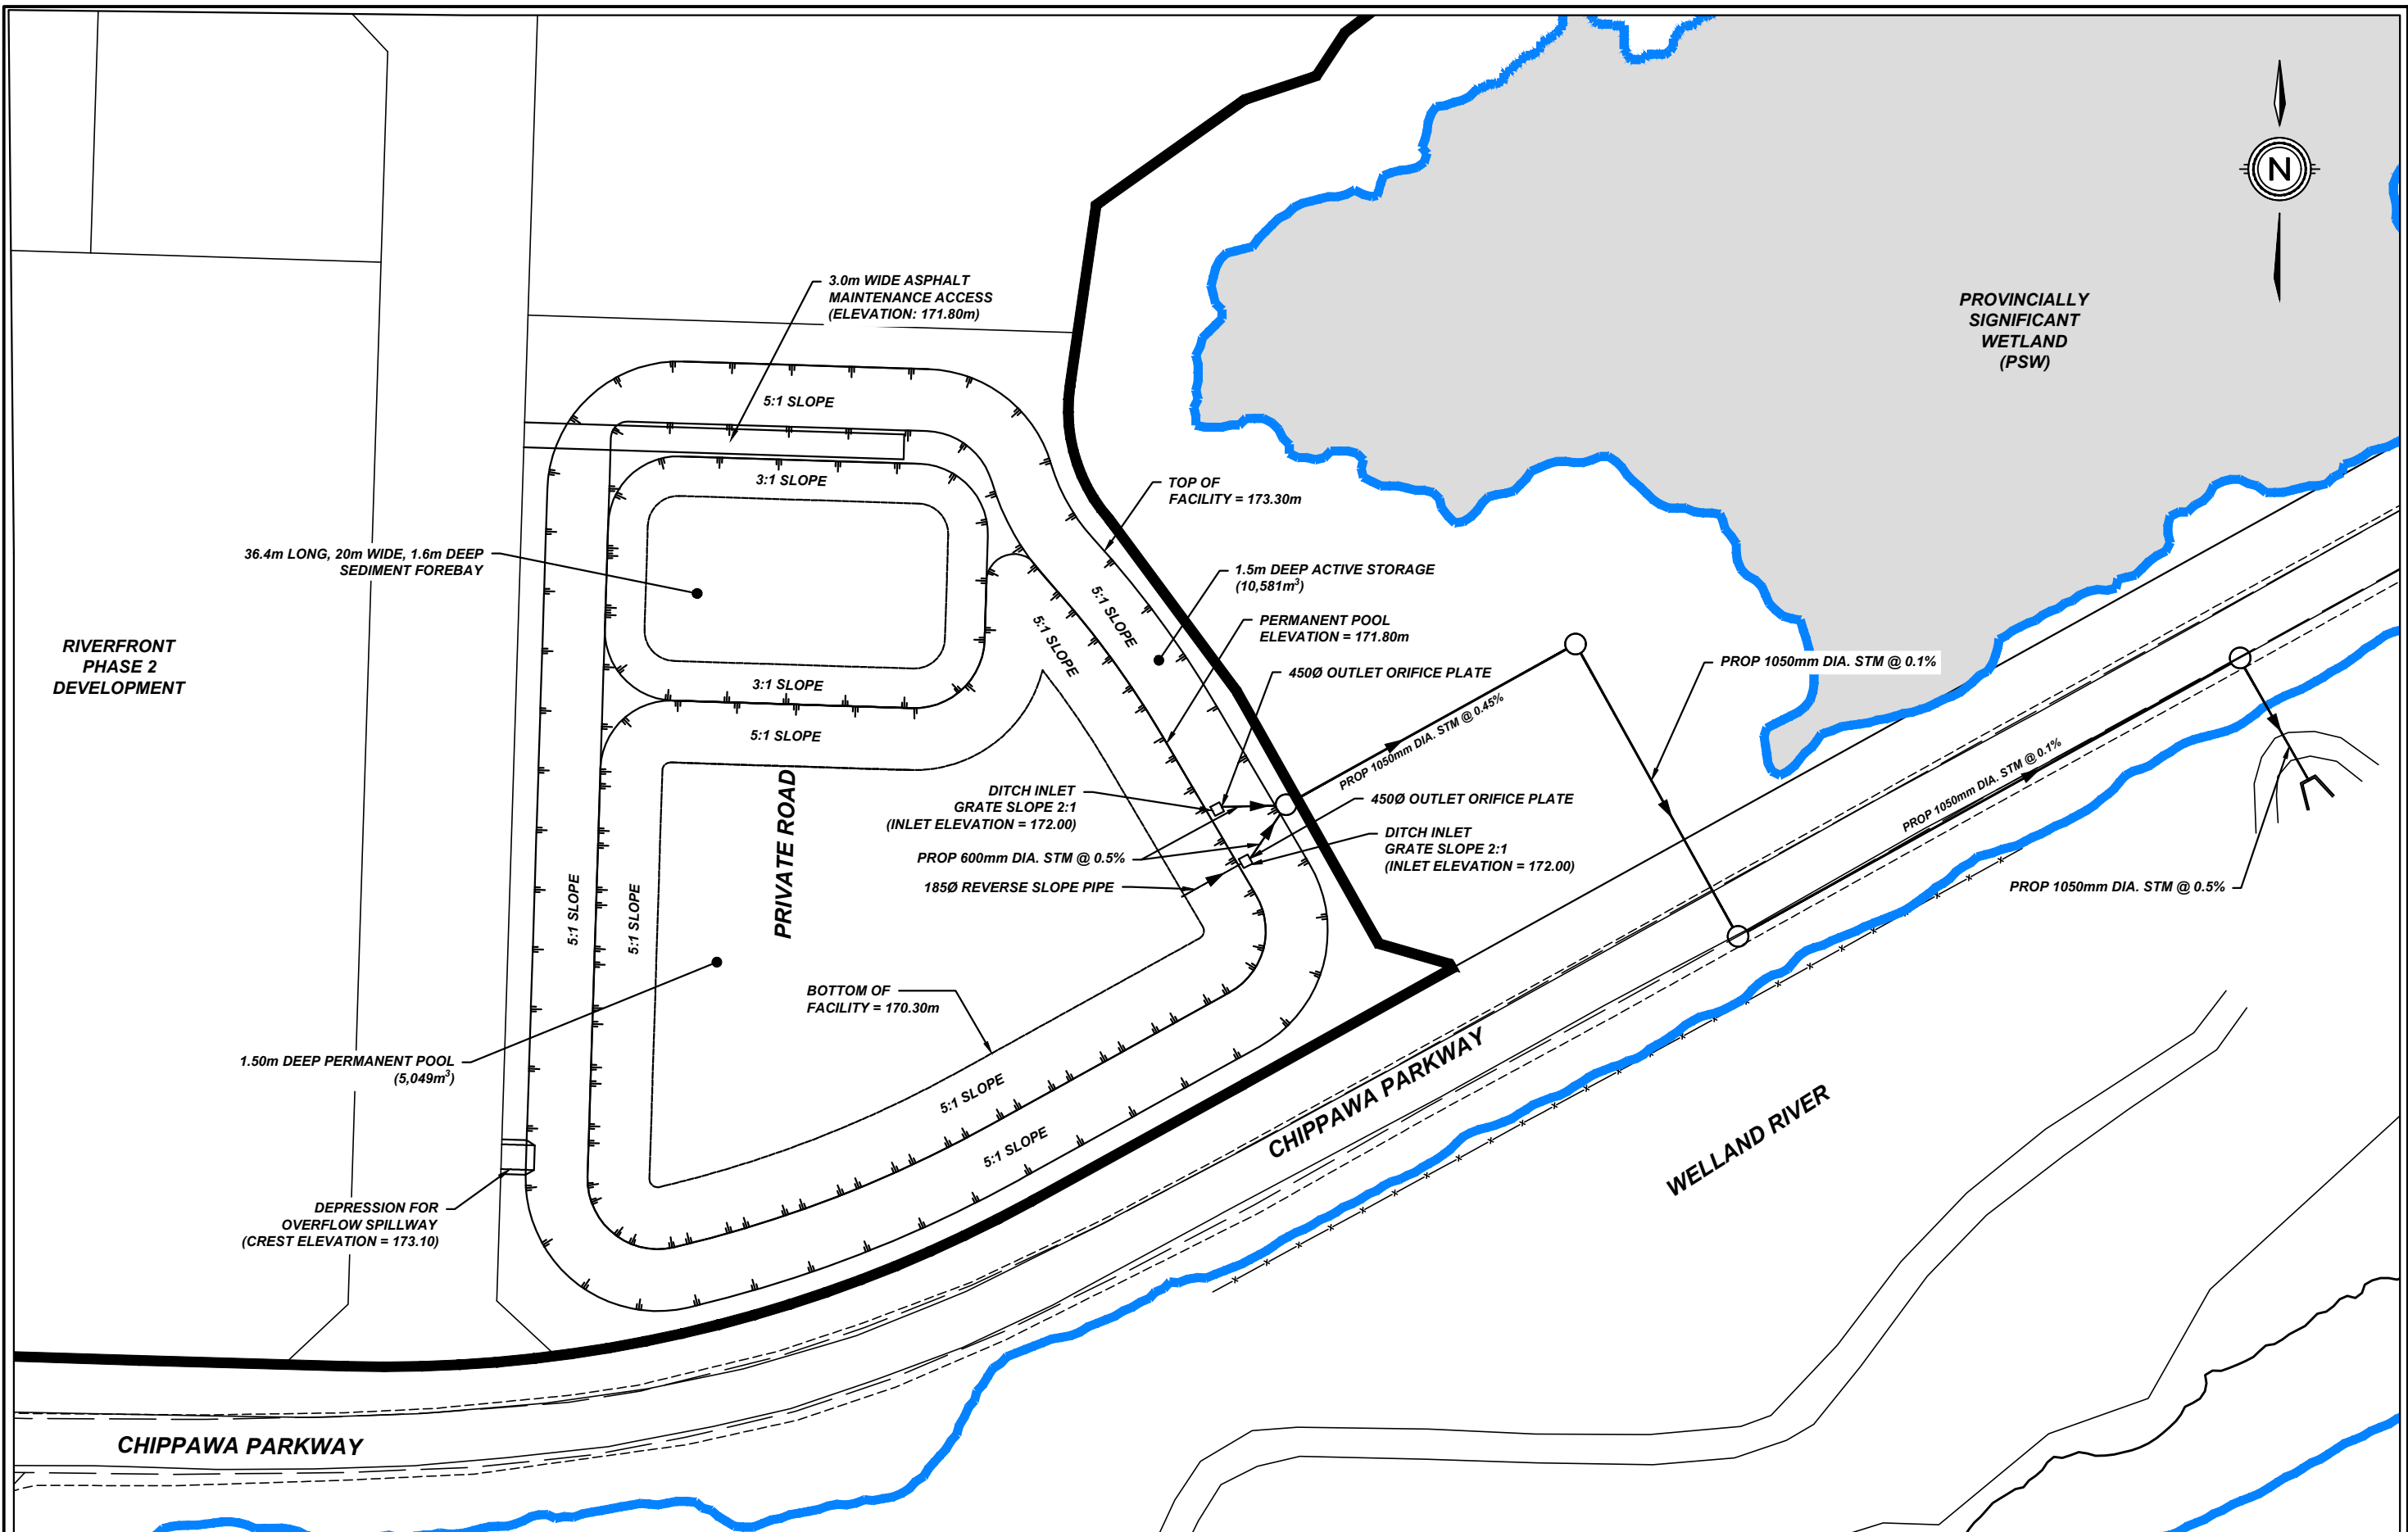 N
PROVINCIALLY
SIGNIFICANT
WETLAND
(PSW)
3.0m WIDE ASPHALT
MAINTENANCE ACCESS
(ELEVATION: 171.80m)
5:1 SLOPE
3:1 SLOPE
TOP OF
FACILITY = 173.30m
36.4m LONG, 20m WIDE, 1.6m DEEP
SEDIMENT FOREBAY
1.5m DEEP ACTIVE STORAGE
(10,581m³)
5:1 SLOPE
5:1 SLOPE
PERMANENT POOL
ELEVATION = 171.80m
RIVERFRONT
PHASE 2
DEVELOPMENT
450Ø OUTLET ORIFICE PLATE
PROP 1050mm DIA. STM @ 0.1%
3:1 SLOPE
5:1 SLOPE
PROP 1050mm DIA. STM @ 0.45%
PROP 1050mm DIA. STM @ 0.1%
DITCH INLET
GRATE SLOPE 2:1
(INLET ELEVATION = 172.00)
450Ø OUTLET ORIFICE PLATE
DITCH INLET
GRATE SLOPE 2:1
(INLET ELEVATION = 172.00)
PROP 600mm DIA. STM @ 0.5%
185Ø REVERSE SLOPE PIPE
PROP 1050mm DIA. STM @ 0.5%
PRIVATE ROAD
5:1 SLOPE
5:1 SLOPE
BOTTOM OF
FACILITY = 170.30m
1.50m DEEP PERMANENT POOL
(5,049m³)
5:1 SLOPE
5:1 SLOPE
CHIPPAWA PARKWAY
WELLAND RIVER
DEPRESSION FOR
OVERFLOW SPILLWAY
(CREST ELEVATION = 173.10)
CHIPPAWA PARKWAY